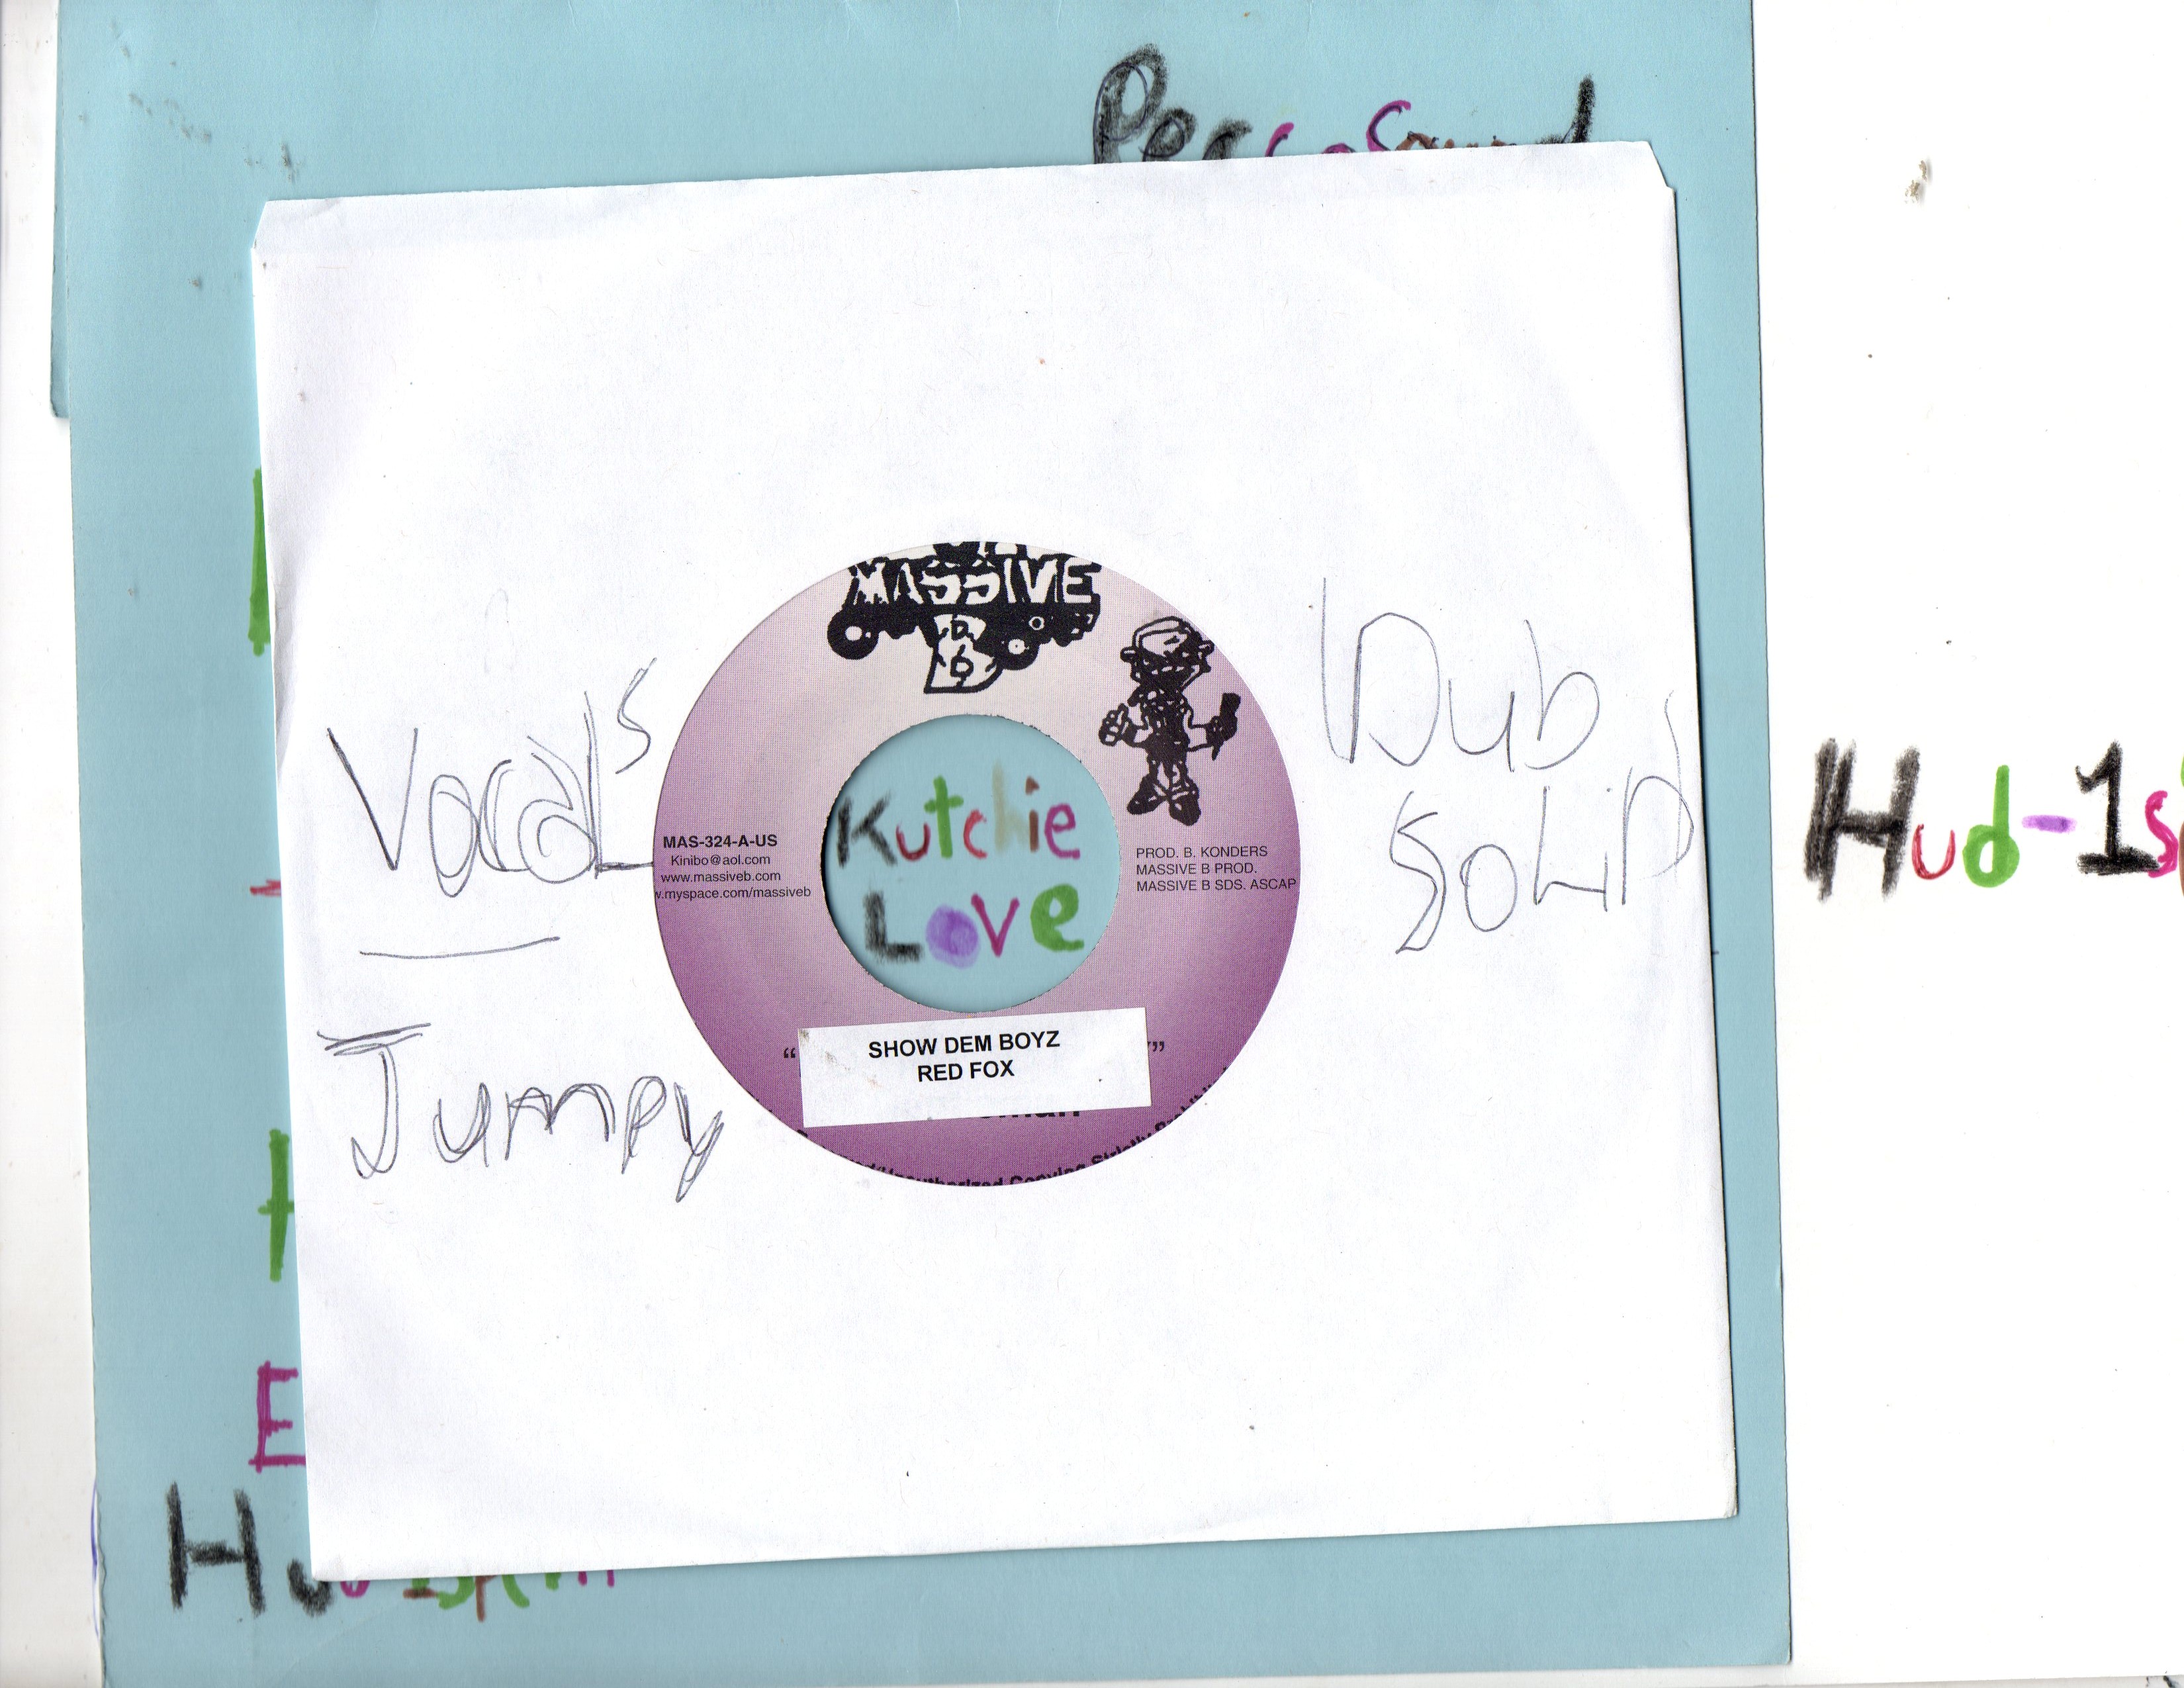 MASSIVE
B
Vocals
Jumpy
MAS-324-A-US
Kinibo@aol.com
www.massiveb.com
w.myspace.com/massiveb
Kutchie
Love
PROD. B. KONDERS
MASSIVE B PROD.
MASSIVE B SDS. ASCAP
SHOW DEM BOYZ
RED FOX
Dub
SoLiD
Hud-1s
E